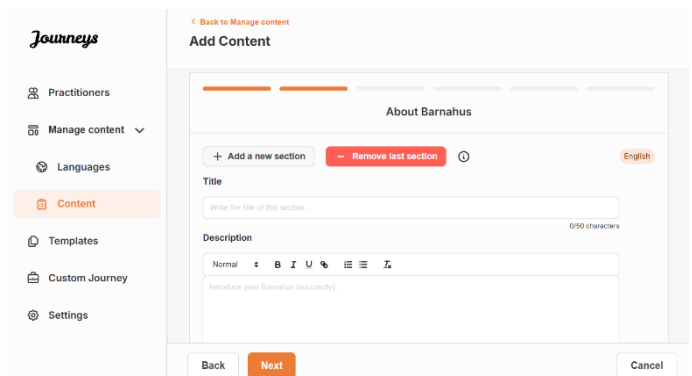 Journeys
Practitioners
Manage content
Languages
Content
Templates
Custom Journey
Settings
< Back to Manage content
Add Content
About Barnahus
+ Add a new section
− Remove last section
English
Title
Write the title of this section...
0/50 characters
Description
Normal B I U
Introduce your Barnahus (succinctly)
Back
Next
Cancel